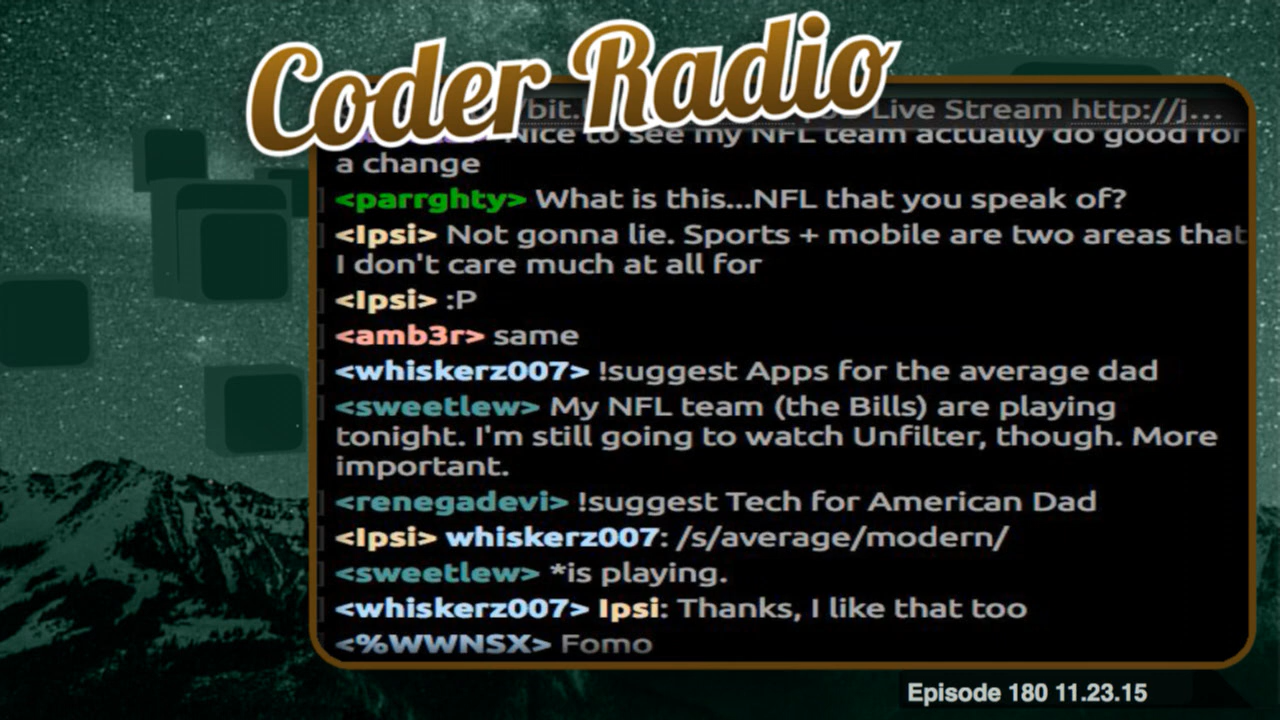 Coder Radio
/bit. Live Stream http://j...
Nice to see my NFL team actually do good for
a change
<parrghty> What is this...NFL that you speak of?
<Ipsi> Not gonna lie. Sports + mobile are two areas that
I don't care much at all for
<Ipsi> :P
<amb3r> same
<whiskerz007> !suggest Apps for the average dad
<sweetlew> My NFL team (the Bills) are playing
tonight. I'm still going to watch Unfilter, though. More
important.
<renegadevi> !suggest Tech for American Dad
<Ipsi> whiskerz007: /s/average/modern/
<sweetlew> *is playing.
<whiskerz007> Ipsi: Thanks, I like that too
<%WWNSX> Fomo
Episode 180 11.23.15